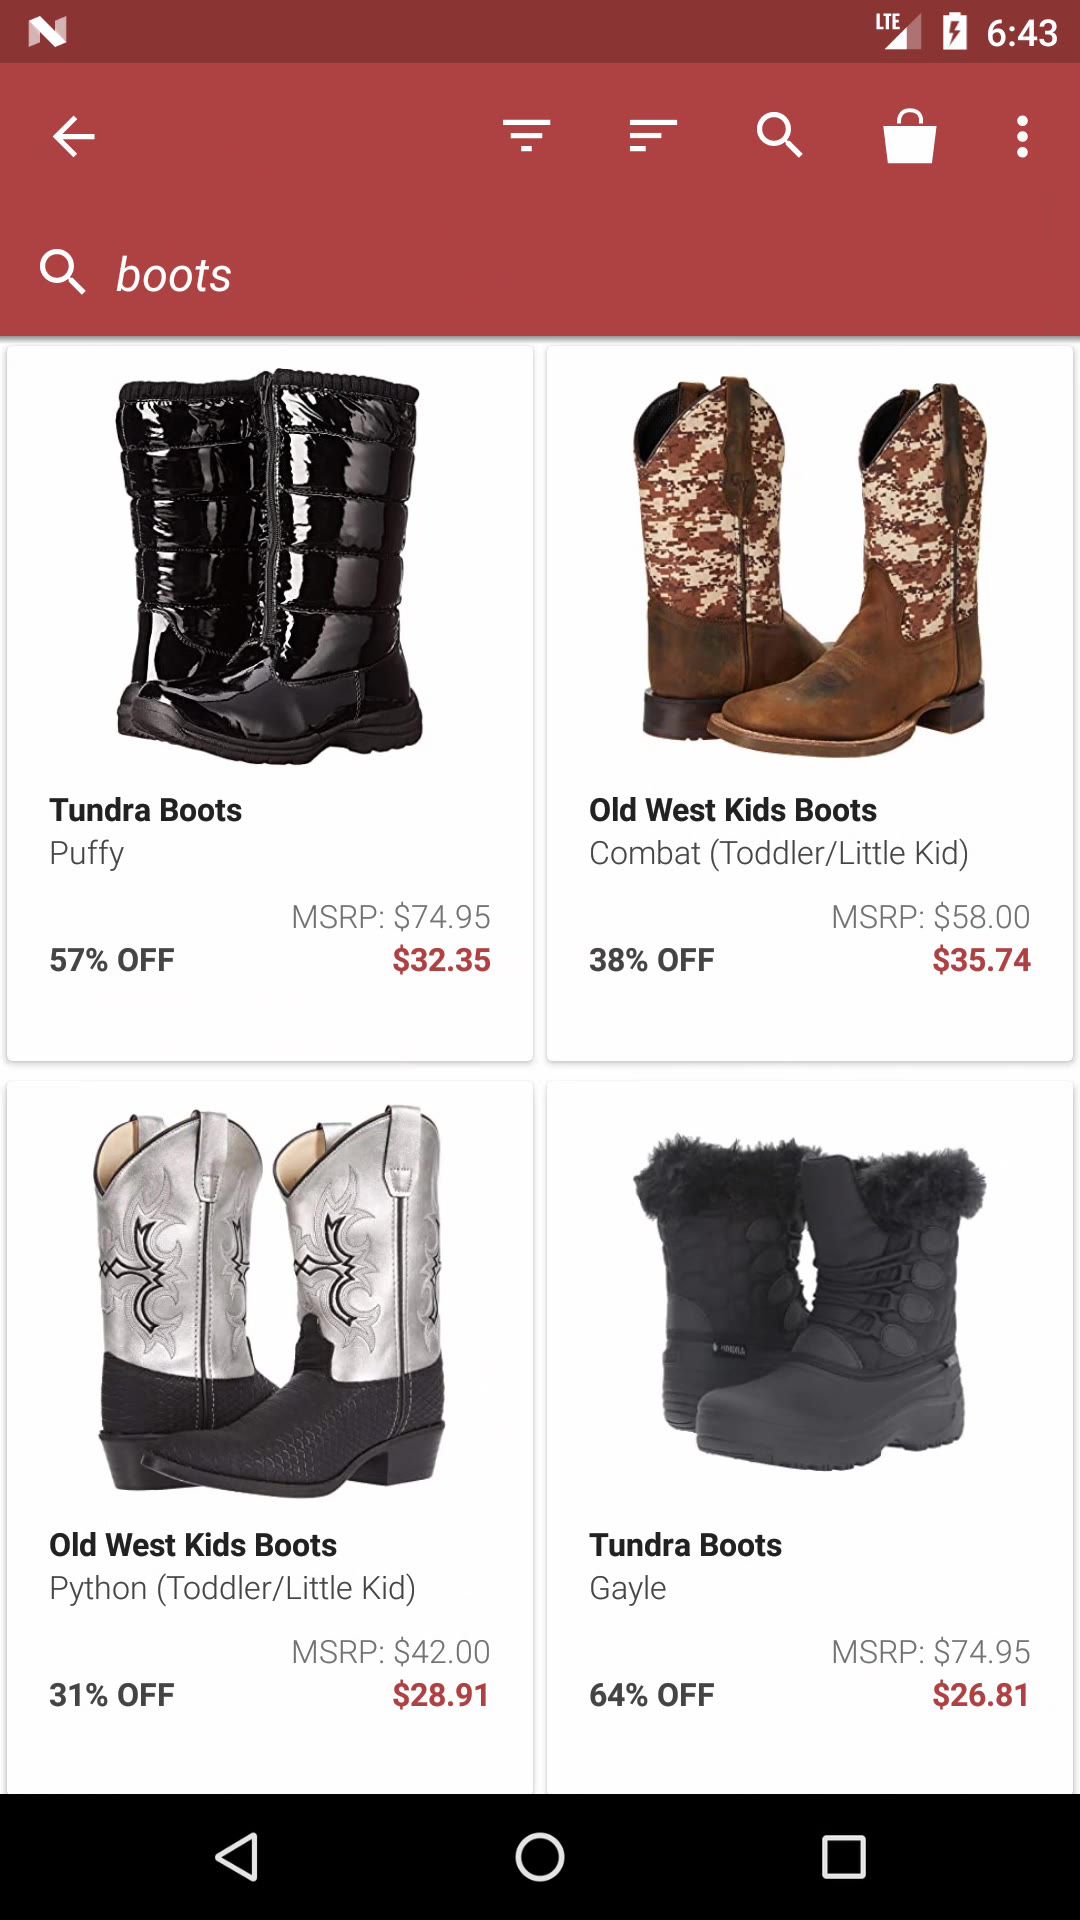 LTE 6:43
boots
Tundra Boots
Puffy
MSRP: $74.95
57% OFF $32.35
Old West Kids Boots
Combat (Toddler/Little Kid)
MSRP: $58.00
38% OFF $35.74
Old West Kids Boots
Python (Toddler/Little Kid)
MSRP: $42.00
31% OFF $28.91
Tundra Boots
Gayle
MSRP: $74.95
64% OFF $26.81